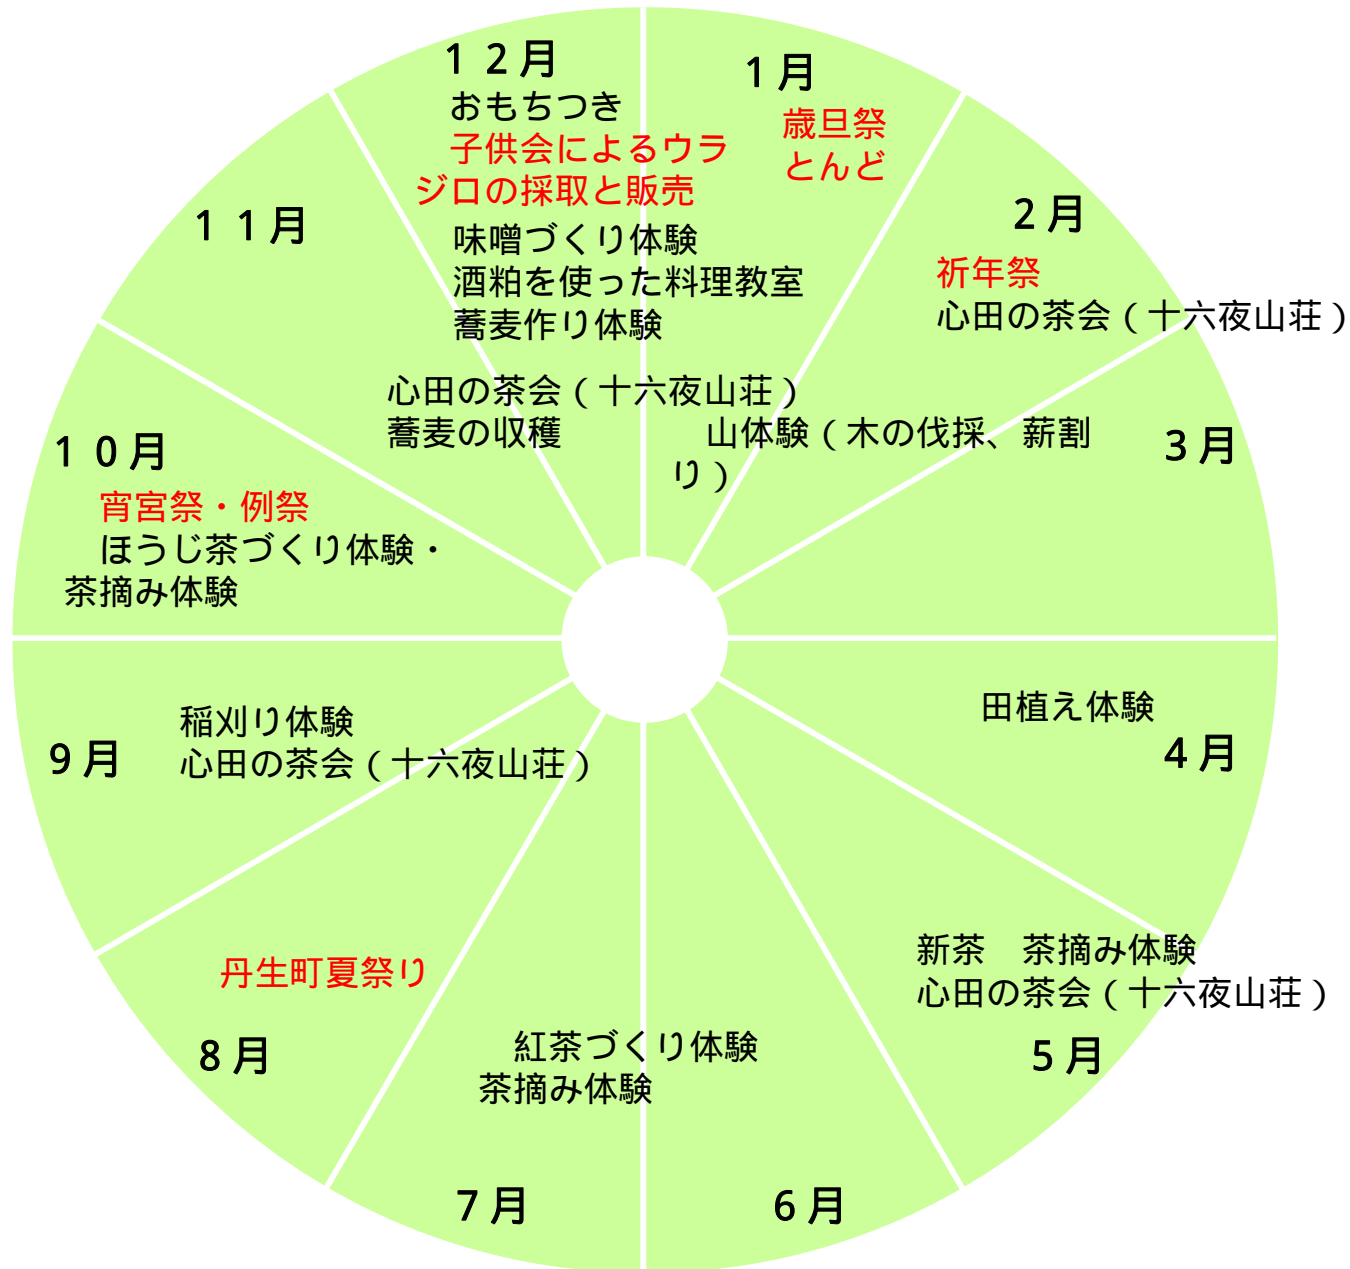 １２月
おもちつき
子供会によるウラ
ジロの採取と販売
味噌づくり体験
酒粕を使った料理教室
蕎麦作り体験
１月
歳旦祭
とんど
２月
祈年祭
心田の茶会（十六夜山荘）
１１月
心田の茶会（十六夜山荘）
蕎麦の収穫
山体験（木の伐採、薪割
り）
３月
１０月
宵宮祭・例祭
ほうじ茶づくり体験・
茶摘み体験
田植え体験
４月
９月
稲刈り体験
心田の茶会（十六夜山荘）
新茶　茶摘み体験
心田の茶会（十六夜山荘）
５月
丹生町夏祭り
８月
紅茶づくり体験
茶摘み体験
７月
６月